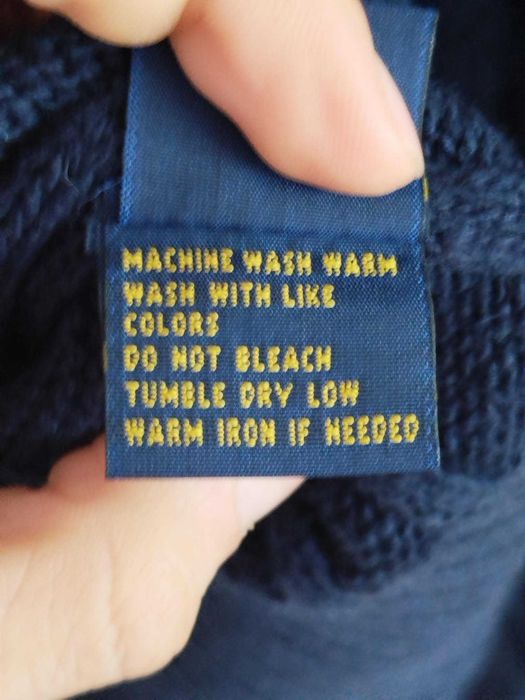 MACHINE WASH WARM
WASH WITH LIKE
COLORS
DO NOT BLEACH
TUMBLE DRY LOW
WARM IRON IF NEEDED